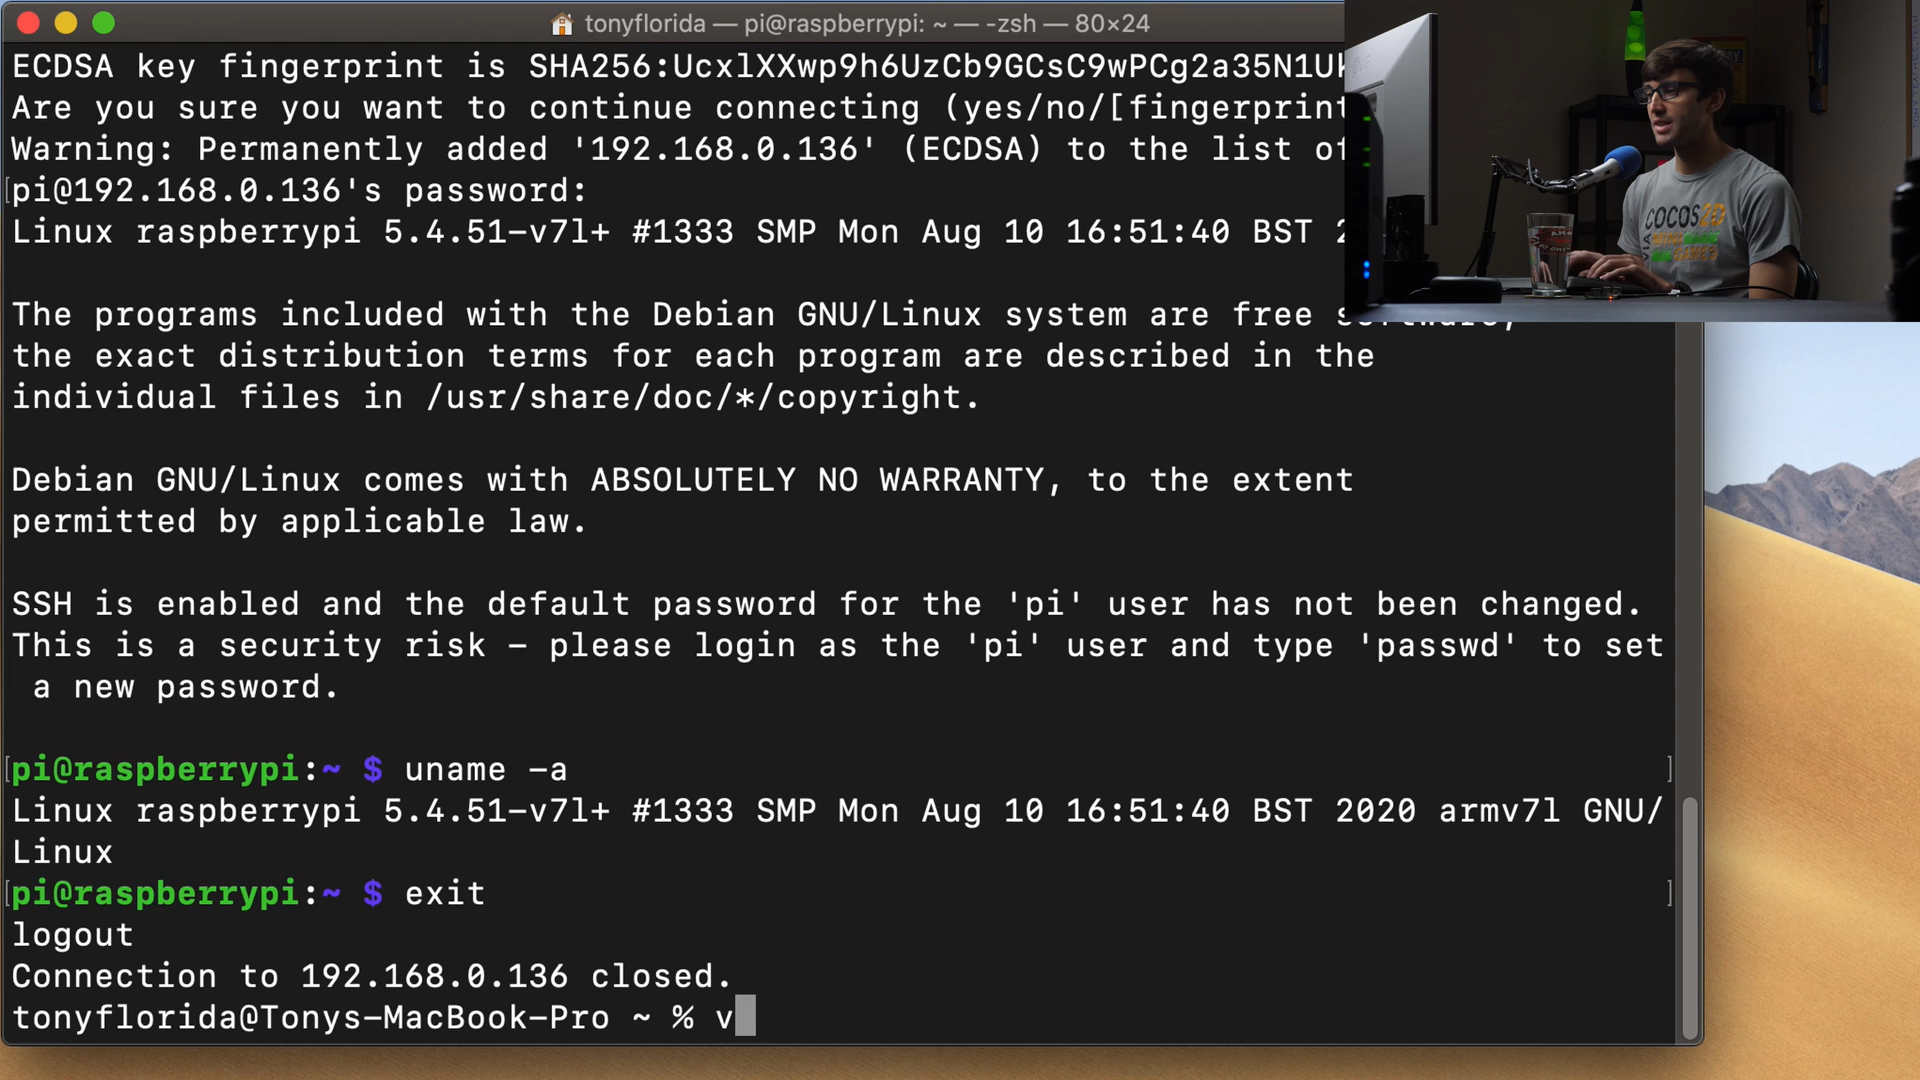 tonyflorida — pi@raspberrypi: ~ — -zsh — 80×24
ECDSA key fingerprint is
Are you sure you want to continue connecting (yes/no/[fingerprint
Warning: Permanently added '192.168.0.136' (ECDSA) to the list of
pi@192.168.0.136's password:
Linux raspberrypi 5.4.51-v7l+ #1333 SMP Mon Aug 10 16:51:40 BST
The programs included with the Debian GNU/Linux system are free
the exact distribution terms for each program are described in the
individual files in /usr/share/doc/*/copyright.
Debian GNU/Linux comes with ABSOLUTELY NO WARRANTY, to the extent
permitted by applicable law.
SSH is enabled and the default password for the 'pi' user has not been changed.
This is a security risk - please login as the 'pi' user and type 'passwd' to set
a new password.
pi@raspberrypi:~ $ uname -a
Linux raspberrypi 5.4.51-v7l+ #1333 SMP Mon Aug 10 16:51:40 BST 2020 armv7l GNU/
Linux
pi@raspberrypi:~ $ exit
logout
Connection to 192.168.0.136 closed.
tonyflorida@Tonys-MacBook-Pro ~ % v
COCOS2D